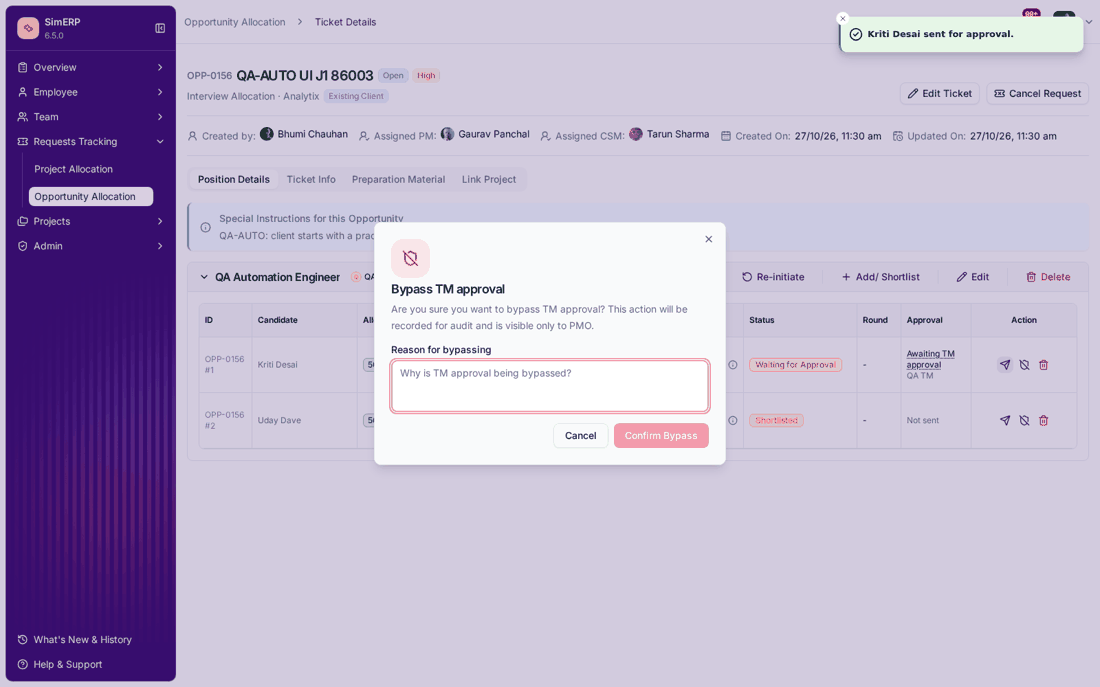 SimERP
6.5.0
Overview
Employee
Team
Requests Tracking
Project Allocation
Opportunity Allocation
Projects
Admin
What's New & History
Help & Support
Opportunity Allocation
Ticket Details
99+
Kriti Desai sent for approval.
OPP-0156 QA-AUTO UI J1 86003 Open High
Interview Allocation · Analytix Existing Client
Edit Ticket
Cancel Request
Created by: Bhumi Chauhan Assigned PM: Gaurav Panchal Assigned CSM: Tarun Sharma Created On: 27/10/26, 11:30 am Updated On: 27/10/26, 11:30 am
Position Details Ticket Info Preparation Material Link Project
Special Instructions for this Opportunity
QA-AUTO: client starts with a
QA Automation Engineer
Re-initiate Add/ Shortlist Edit Delete
ID Candidate Status Round Approval Action
OPP-0156 #1 Kriti Desai Waiting for Approval - Awaiting TM approval QA TM
OPP-0156 #2 Uday Dave Shortlisted - Not sent
Bypass TM approval
Are you sure you want to bypass TM approval? This action will
be recorded for audit and is visible only to PMO.
Reason for bypassing
Why is TM approval being bypassed?
Cancel
Confirm Bypass